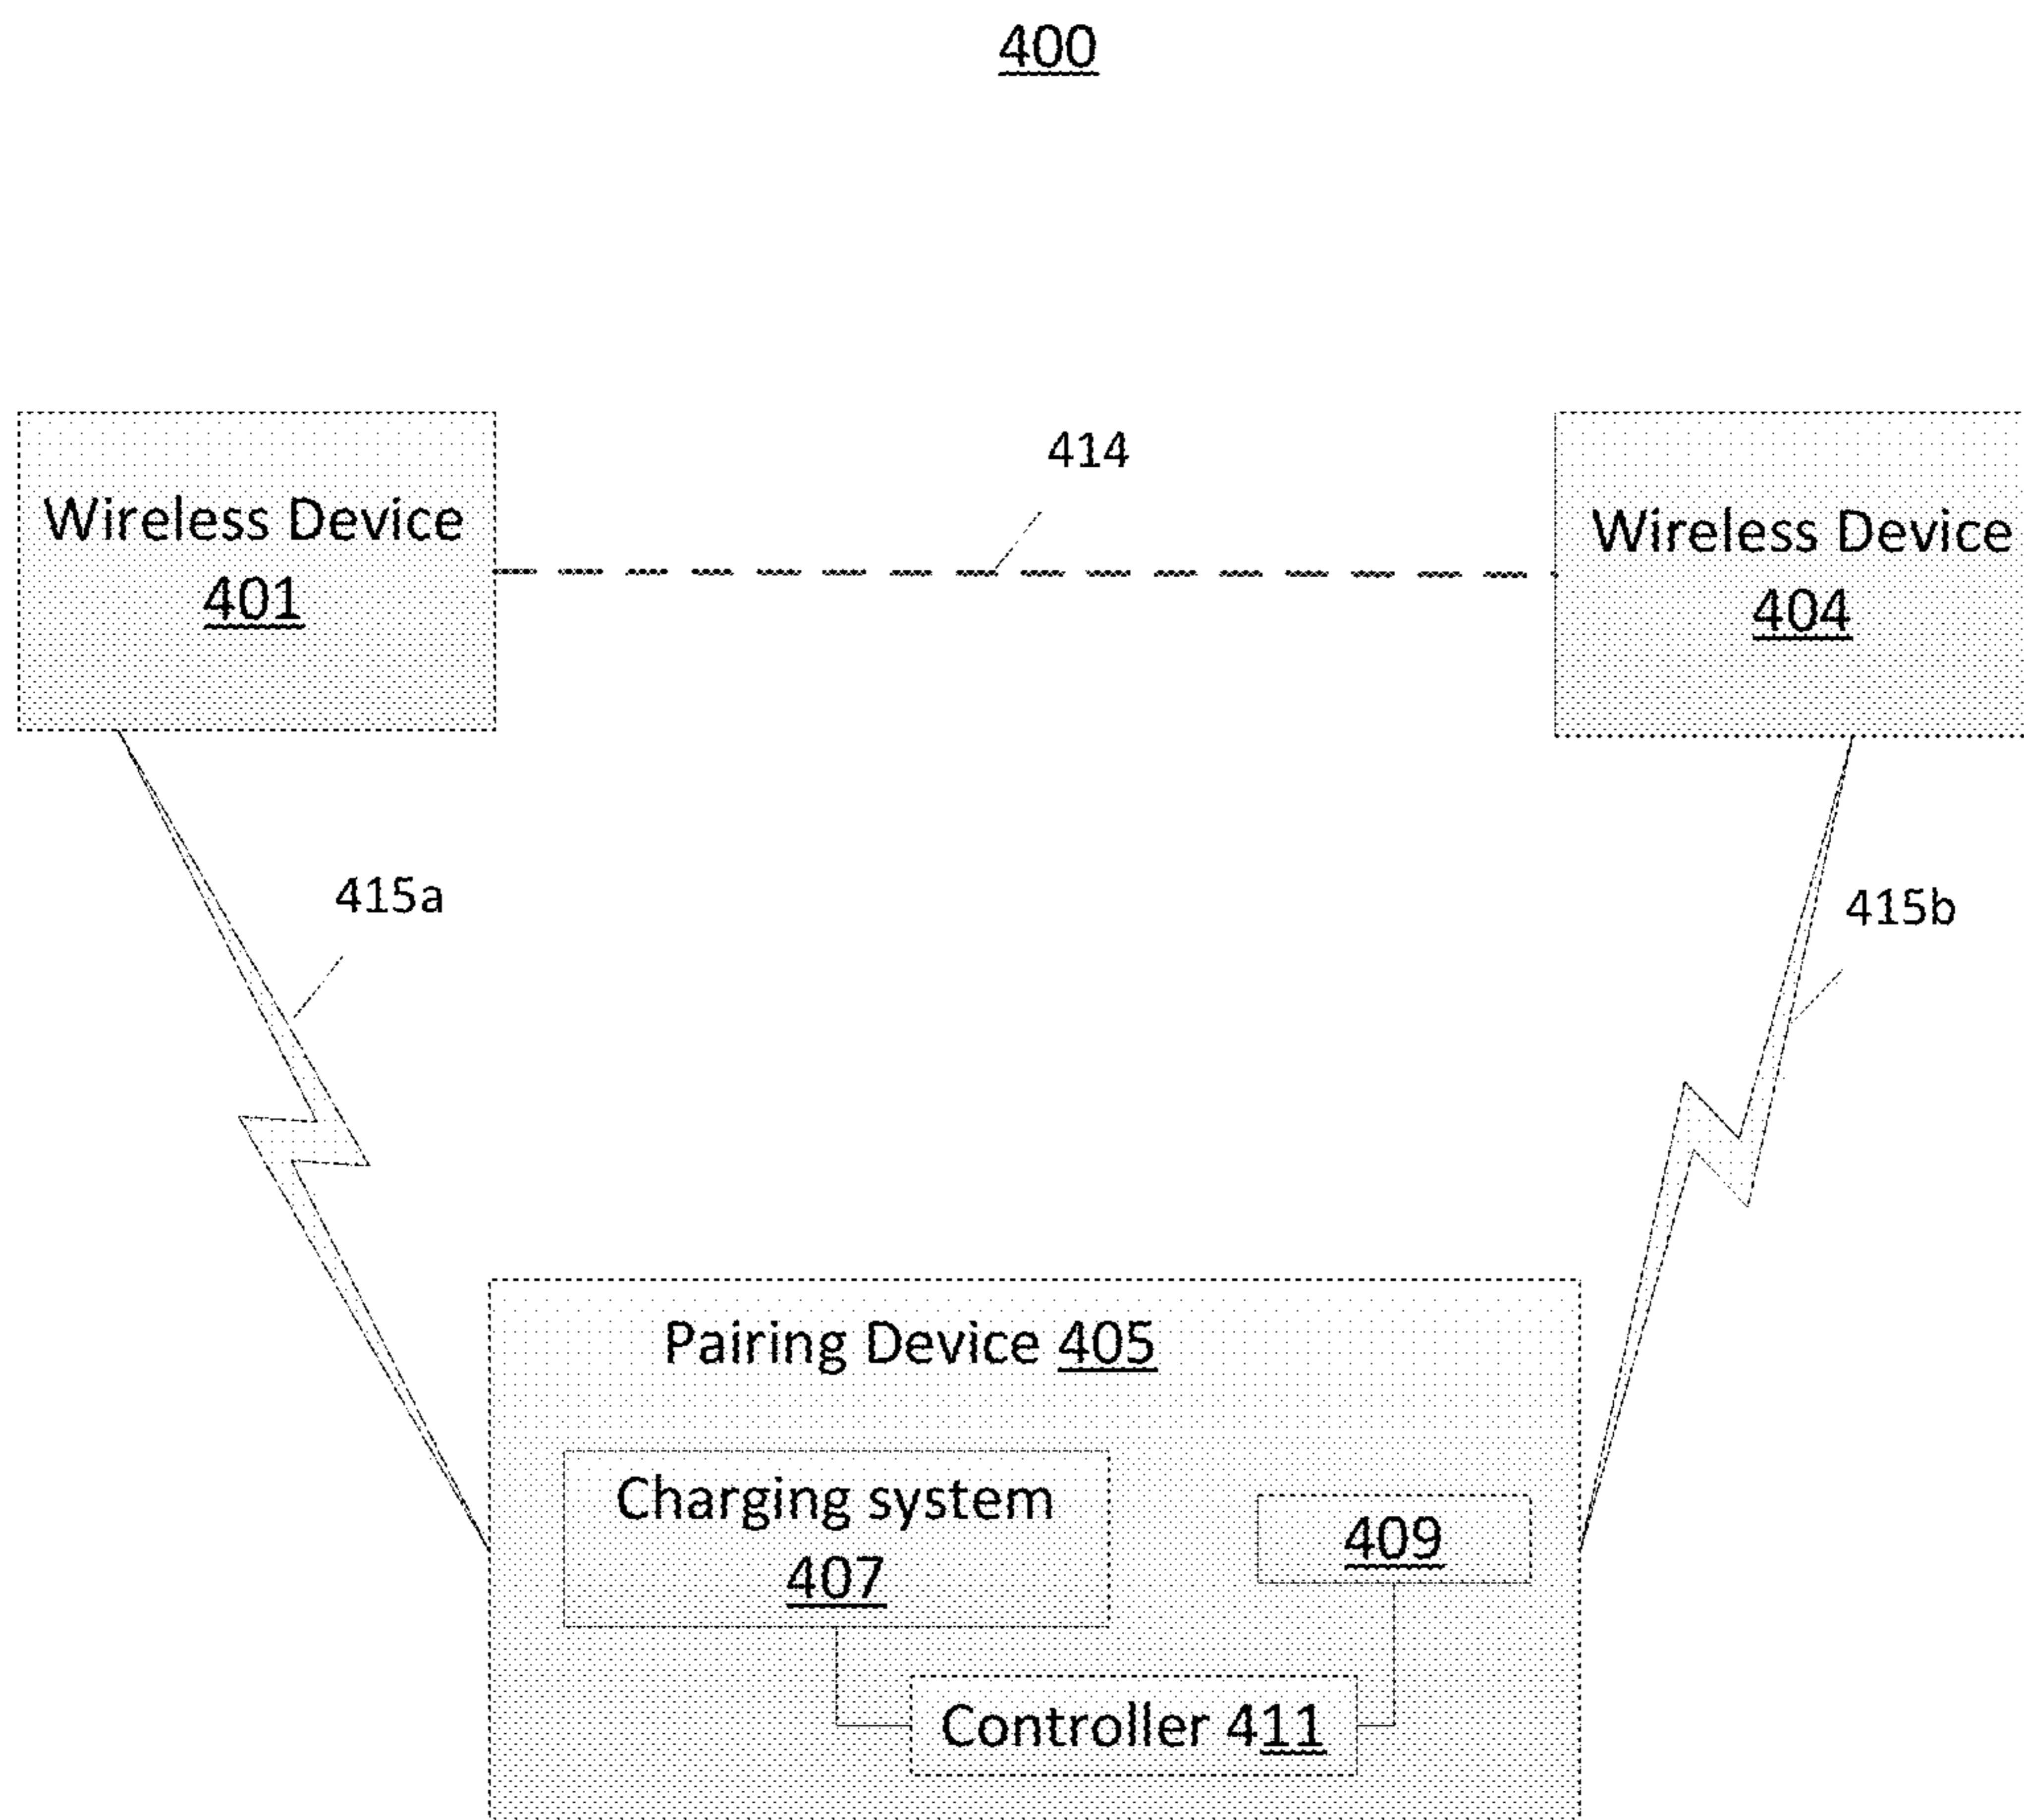 400
414
Wireless Device
401
Wireless Device
404
415a
415b
Pairing Device 405
Charging system
407
409
Controller 411